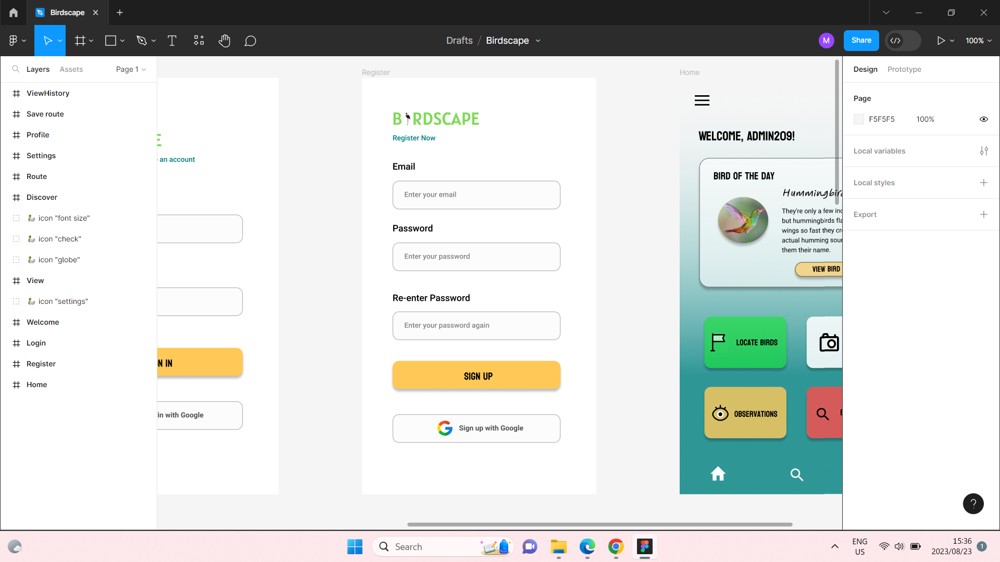 Birdscape
Drafts / Birdscape
M
Share
100%
Layers
Assets
Page 1
ViewHistory
Save route
Profile
Settings
Route
Discover
icon "font size"
icon "check"
icon "globe"
View
icon "settings"
Welcome
Login
Register
Home
E
an account
N IN
in with Google
Register
B RDSCAPE
Register Now
Email
Enter your email
Password
Enter your password
Re-enter Password
Enter your password again
SIGN UP
Sign up with Google
Home
WELCOME, ADMIN209!
BIRD OF THE DAY
Hummingbird
They're only a few inc
but hummingbirds fla
wings so fast they cr
actual humming sour
them their name.
VIEW BIRD
LOCATE BIRDS
OBSERVATIONS
Design
Prototype
Page
F5F5F5
100%
Local variables
Local styles
Export
?
Search
ENG
US
15:36
2023/08/23
1